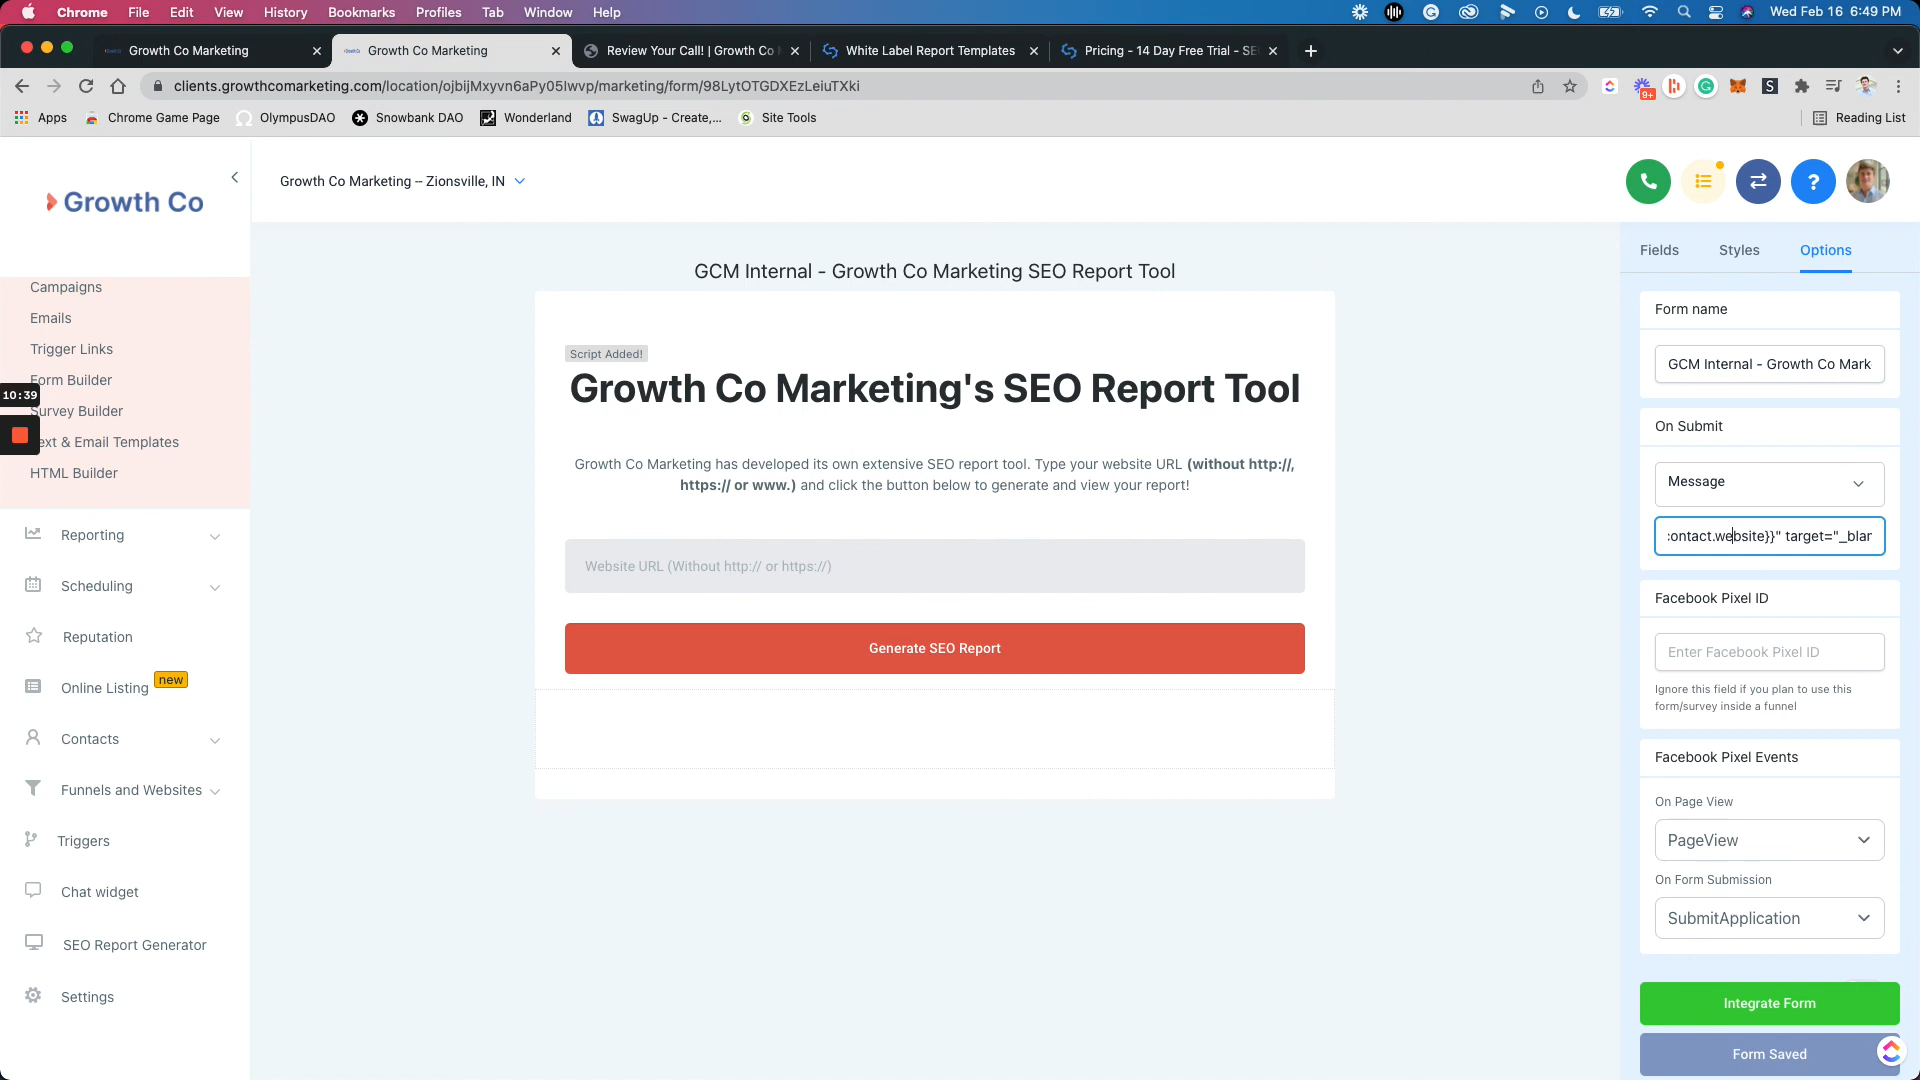 Chrome File Edit View History Bookmarks Profiles Tab Window Help Wed Feb 16 6:49 PM
Growth Co Marketing
Growth Co Marketing
Review Your Call! | Growth Co
White Label Report Templates
Pricing - 14 Day Free Trial - SE
clients.growthcomarketing.com/location/ojbijMxyvn6aPy05Iwvp/marketing/form/98LytOTGDXEzLeiuTXki
9+
S
Apps Chrome Game Page OlympusDAO Snowbank DAO Wonderland SwagUp - Create,... Site Tools Reading List
Growth Co
Growth Co Marketing -- Zionsville, IN
?
Campaigns
Emails
Trigger Links
Form Builder
10:39
Survey Builder
ext & Email Templates
HTML Builder
Reporting
Scheduling
Reputation
Online Listing new
Contacts
Funnels and Websites
Triggers
Chat widget
SEO Report Generator
Settings
GCM Internal - Growth Co Marketing SEO Report Tool
Script Added!
Growth Co Marketing's SEO Report Tool
Growth Co Marketing has developed its own extensive SEO report tool. Type your website URL (without http://,
https:// or www.) and click the button below to generate and view your report!
Website URL (Without http:// or https://)
Generate SEO Report
Fields Styles Options
Form name
GCM Internal - Growth Co Mark
On Submit
Message
contact.website}}" target="_blar
Facebook Pixel ID
Enter Facebook Pixel ID
Ignore this field if you plan to use this
form/survey inside a funnel
Facebook Pixel Events
On Page View
PageView
On Form Submission
SubmitApplication
Integrate Form
Form Saved